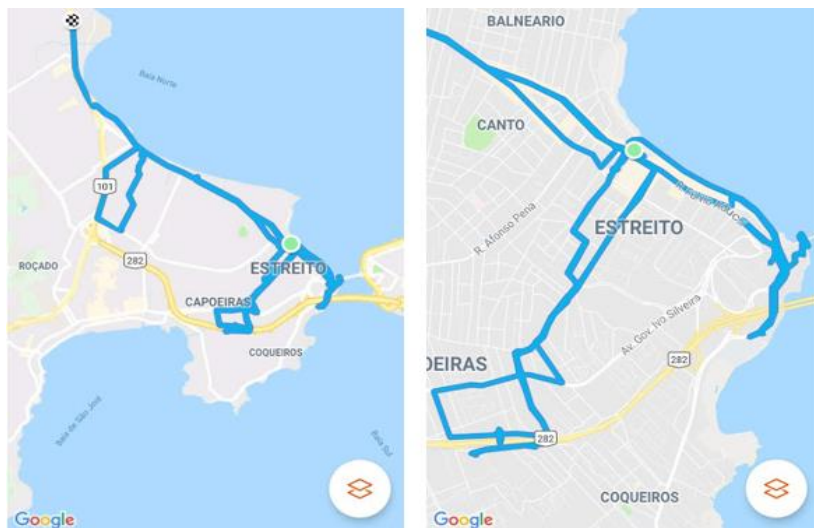 Baía Norte
101
ROÇADO
282
ESTREITO
CAPOEIRAS
COQUEIROS
Baía de São José
Baía Sul
Google
BALNEARIO
CANTO
R. Afonso Pena
ESTREITO
Av. Gov. Ivo Silveira
OEIRAS
282
282
COQUEIROS
Google